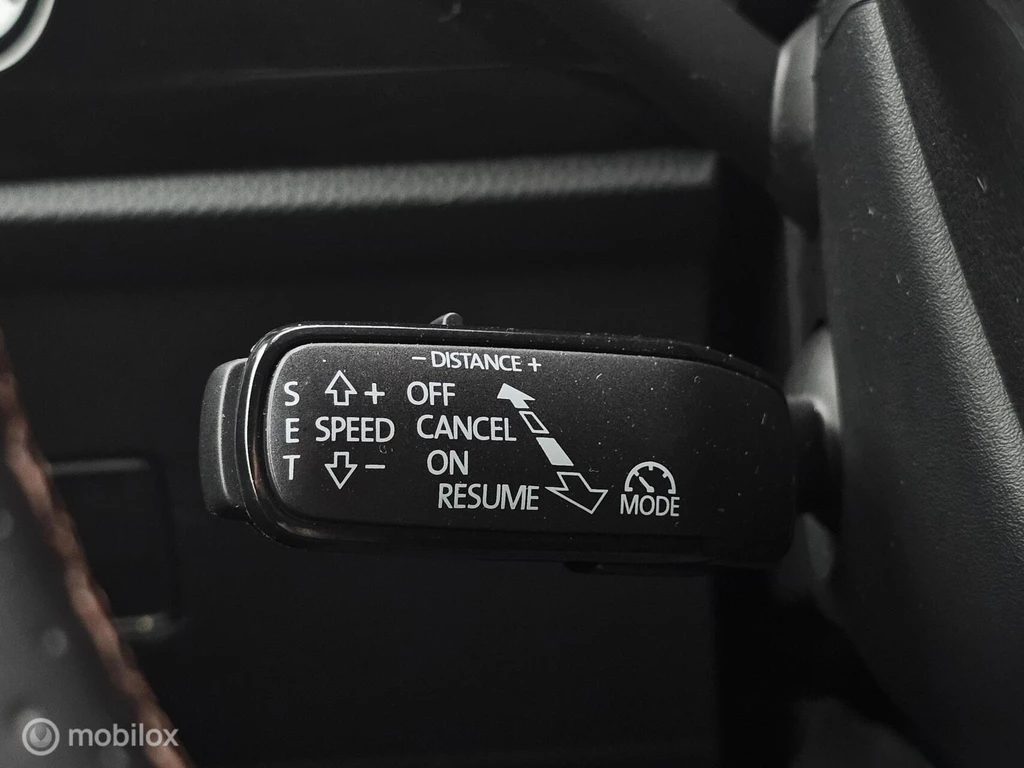 − DISTANCE +
S + OFF
E SPEED CANCEL
T − ON
RESUME MODE
mobilox